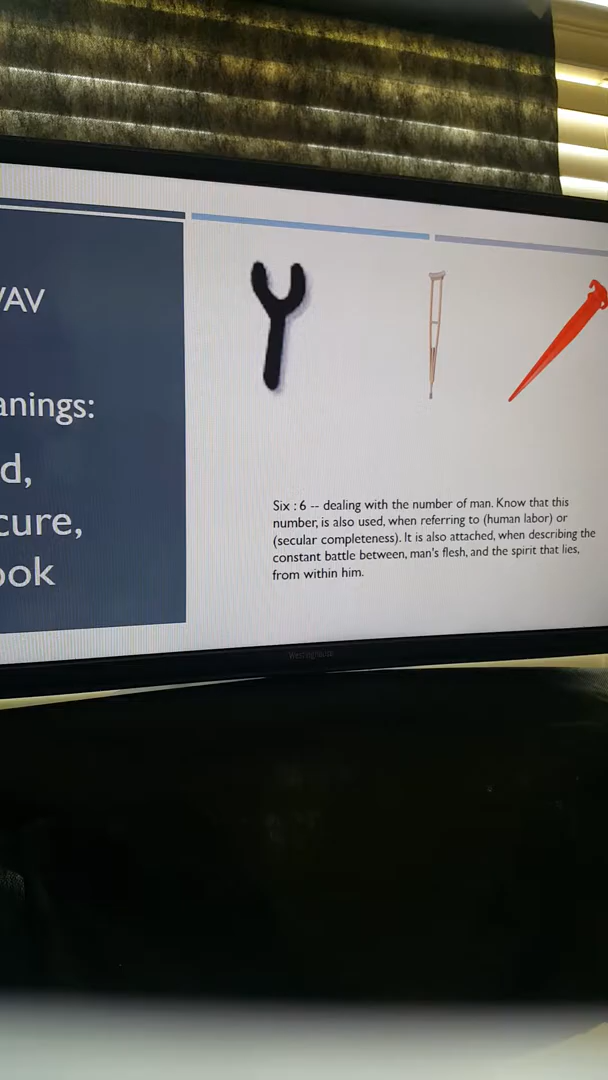 VAV
anings:
d,
cure,
ook
Six : 6 -- dealing with the number of man. Know that this
number, is also used, when referring to (human labor) or
(secular completeness). It is also attached, when describing the
constant battle between, man's flesh, and the spirit that lies,
from within him.
Westinghouse